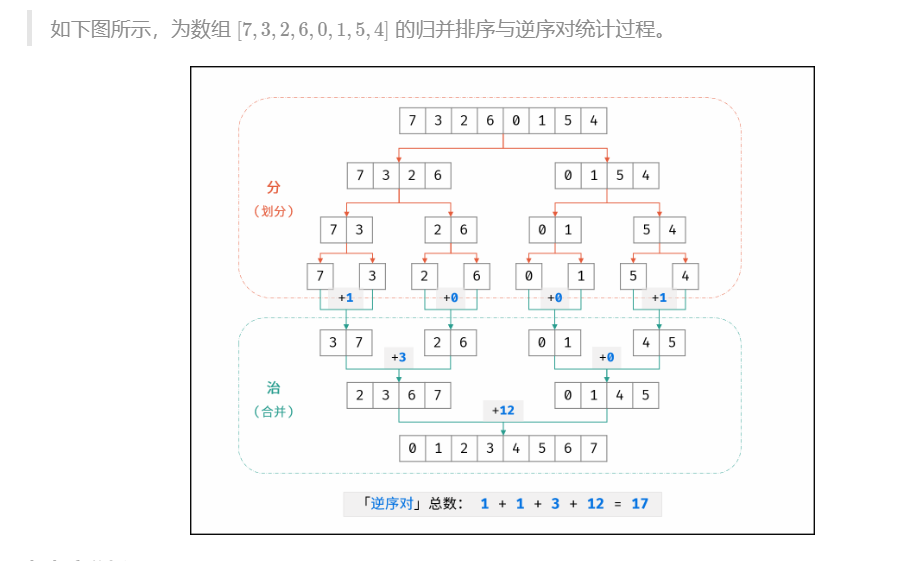 如下图所示，为数组 [7,3,2,6,0,1,5,4] 的归并排序与逆序对统计过程。
7 3 2 6 0 1 5 4
分
（划分）
7 3 2 6 0 1 5 4
7 3 2 6 0 1 5 4
7 3 2 6 0 1 5 4
+1 +0 +0 +1
3 7 2 6 0 1 4 5
+3 +0
治
（合并）
2 3 6 7 0 1 4 5
+12
0 1 2 3 4 5 6 7
「逆序对」总数： 1 + 1 + 3 + 12 = 17